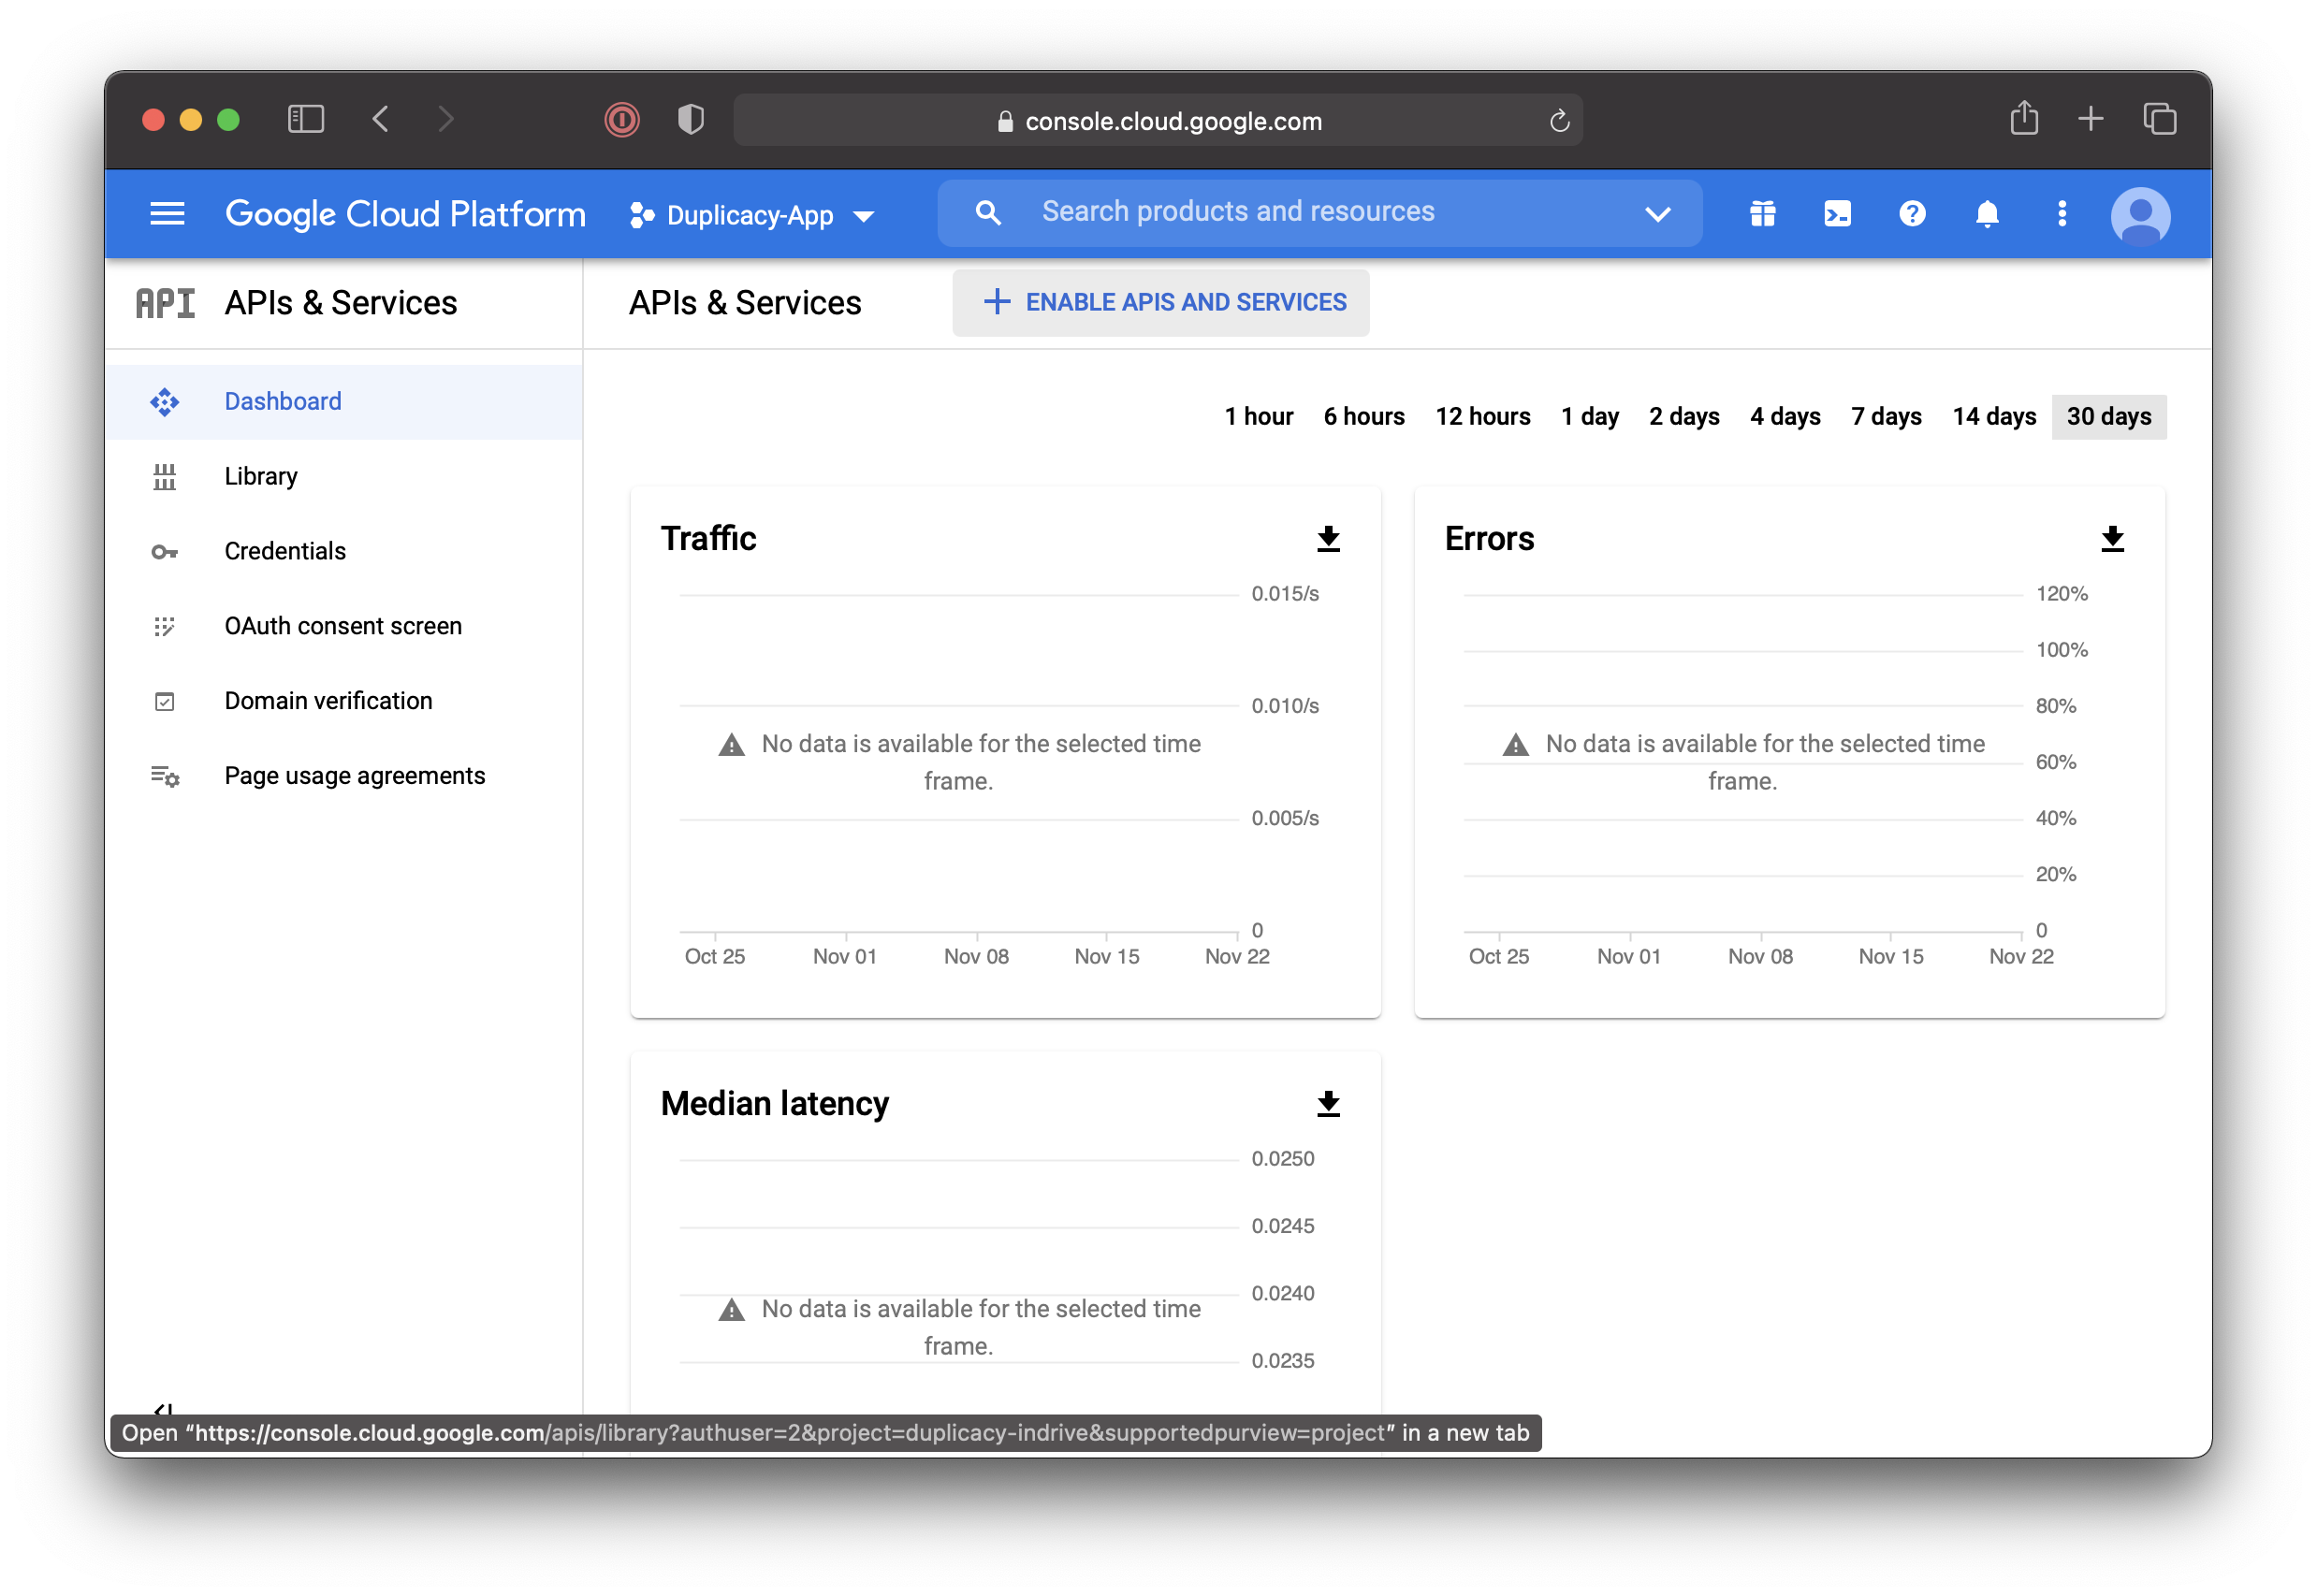 console.cloud.google.com
Google Cloud Platform
Duplicacy-App
Search products and resources
API
APIs & Services
APIs & Services
ENABLE APIS AND SERVICES
Dashboard
Library
Credentials
OAuth consent screen
Domain verification
Page usage agreements
1 hour 6 hours 12 hours 1 day 2 days 4 days 7 days 14 days 30 days
Traffic
0.015/s
0.010/s
No data is available for the selected time
frame.
0.005/s
0
Oct 25 Nov 01 Nov 08 Nov 15 Nov 22
Errors
120%
100%
80%
No data is available for the selected time
60%
frame.
40%
20%
0
Oct 25 Nov 01 Nov 08 Nov 15 Nov 22
Median latency
0.0250
0.0245
0.0240
No data is available for the selected time
frame.
0.0235
Open “https://console.cloud.google.com/apis/library?authuser=2&project=duplicacy-indrive&supportedpurview=project” in a new tab